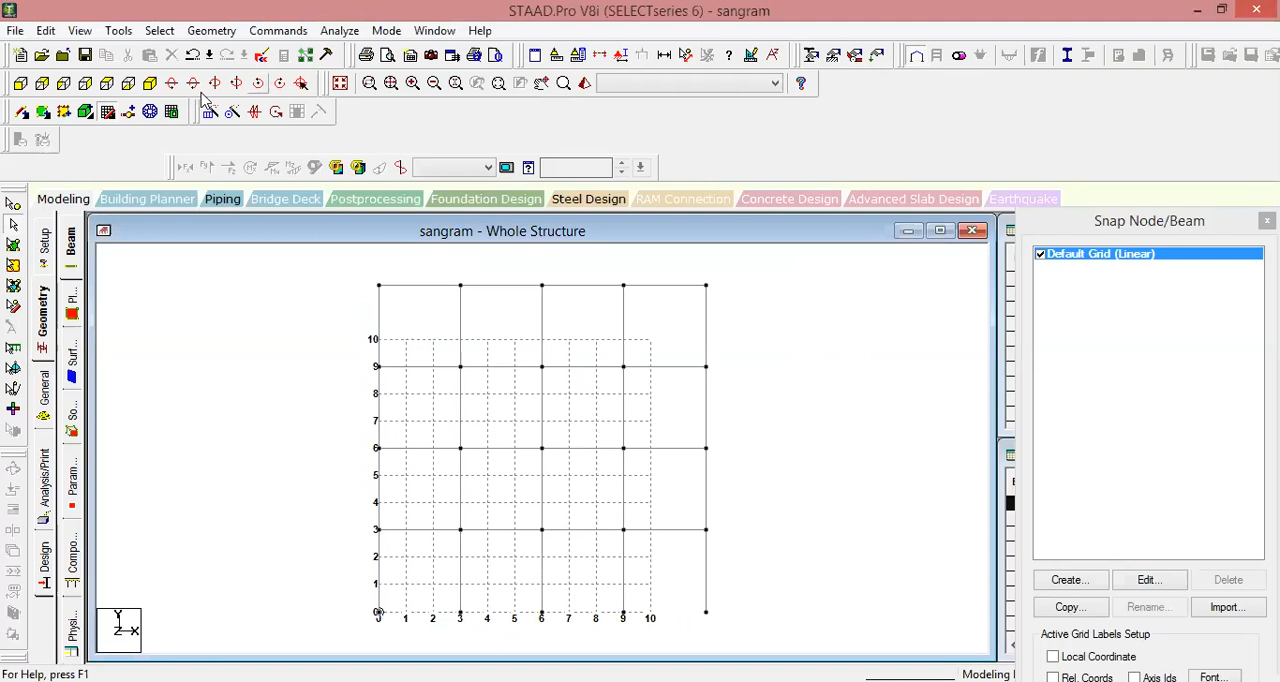 STAAD.Pro V8i (SELECTseries 6) - sangram
File Edit View Tools Select Geometry Commands Analyze Mode Window Help
Modeling Building Planner Piping Bridge Deck Postprocessing Foundation Design Steel Design RAM Connection Concrete Design Advanced Slab Design Earthquake
Setup
Geometry
General
Analysis/Print
Design
Beam
Pl...
Surf...
So...
Param...
Compo...
Physi...
sangram - Whole Structure
10
9
8
7
6
5
4
3
2
1
0
1 2 3 4 5 6 7 8 9 10
Y
Z X
Snap Node/Beam
Default Grid (Linear)
Create... Edit... Delete
Copy... Rename... Import...
Active Grid Labels Setup
Local Coordinate
Rel. Coords Axis Ids Font...
For Help, press F1
Modeling